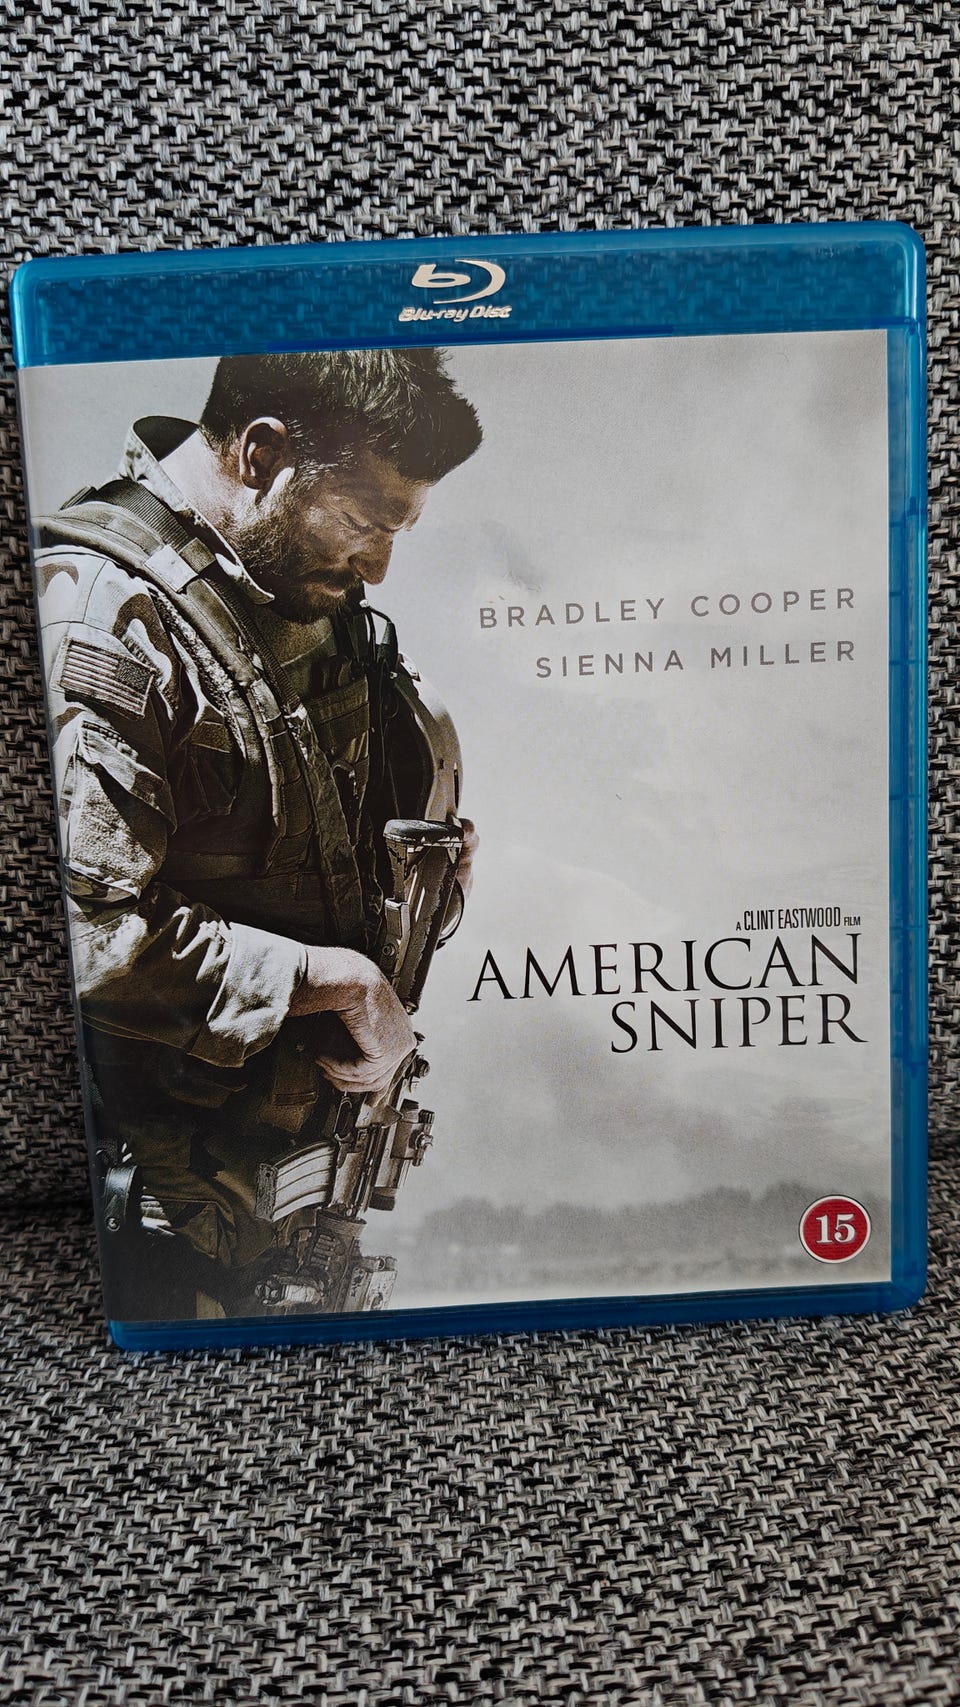 Blu-ray Disc
BRADLEY COOPER
SIENNA MILLER
A CLINT EASTWOOD FILM
AMERICAN
SNIPER
15